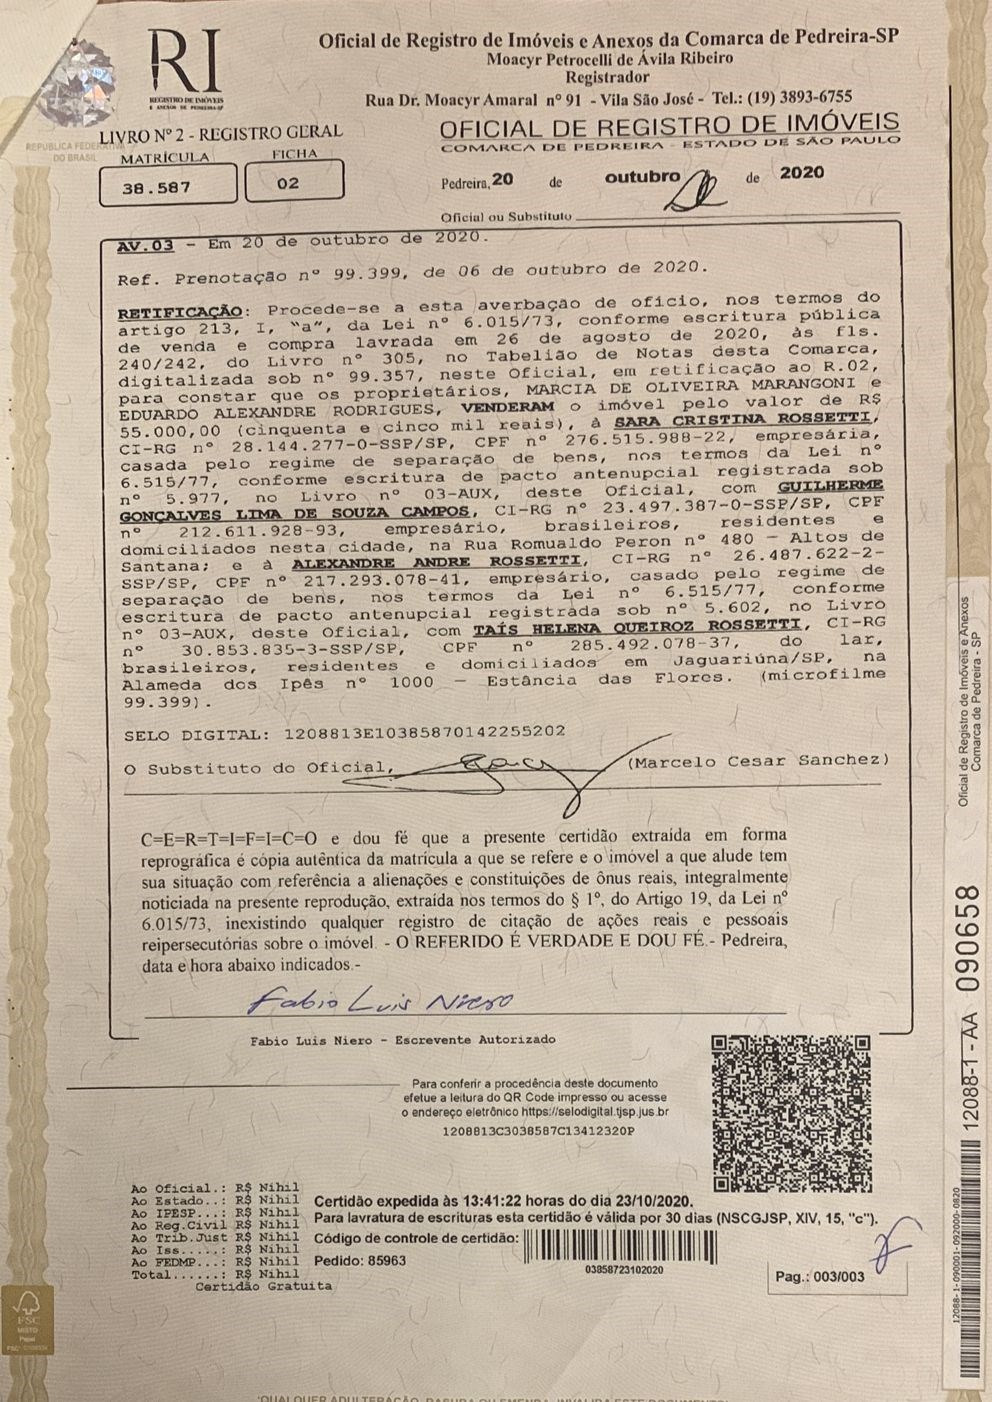 RI
REGISTRO DE IMÓVEIS
E ANEXOS DE PEDREIRA-SP
Oficial de Registro de Imóveis e Anexos da Comarca de Pedreira-SP
Moacyr Petrocelli de Ávila Ribeiro
Registrador
Rua Dr. Moacyr Amaral nº 91 - Vila São José - Tel.: (19) 3893-6755
REPÚBLICA FEDERATIVA
DO BRASIL
LIVRO Nº 2 - REGISTRO GERAL
OFICIAL DE REGISTRO DE IMÓVEIS
COMARCA DE PEDREIRA - ESTADO DE SÃO PAULO
MATRÍCULA
FICHA
38.587
02
Pedreira, 20 de outubro de 2020
Oficial ou Substituto
AV.03 - Em 20 de outubro de 2020.
Ref. Prenotação nº 99.399, de 06 de outubro de 2020.
RETIFICAÇÃO: Procede-se a esta averbação de ofício, nos termos do
artigo 213, I, "a", da Lei nº 6.015/73, conforme escritura pública
de venda e compra lavrada em 26 de agosto de 2020, às fls.
240/242, do Livro nº 305, no Tabelião de Notas desta Comarca,
digitalizada sob nº 99.357, neste Oficial, em retificação ao R.02,
para constar que os proprietários, MARCIA DE OLIVEIRA MARANGONI e
EDUARDO ALEXANDRE RODRIGUES, VENDERAM o imóvel pelo valor de R$
55.000,00 (cinquenta e cinco mil reais), à SARA CRISTINA ROSSETTI,
CI-RG nº 28.144.277-0-SSP/SP, CPF nº 276.515.988-22, empresária,
casada pelo regime de separação de bens, nos termos da Lei nº
6.515/77, conforme escritura de pacto antenupcial registrada sob
nº 5.977, no Livro nº 03-AUX, deste Oficial, com GUILHERME
GONÇALVES LIMA DE SOUZA CAMPOS, CI-RG nº 23.497.387-0-SSP/SP, CPF
nº 212.611.928-93, empresário, brasileiros, residentes e
domiciliados nesta cidade, na Rua Romualdo Peron nº 480 - Altos de
Santana; e à ALEXANDRE ANDRE ROSSETTI, CI-RG nº 26.487.622-2-
SSP/SP, CPF nº 217.293.078-41, empresário, casado pelo regime de
separação de bens, nos termos da Lei nº 6.515/77, conforme
escritura de pacto antenupcial registrada sob nº 5.602, no Livro
nº 03-AUX, deste Oficial, com TAÍS HELENA QUEIROZ ROSSETTI, CI-RG
nº 30.853.835-3-SSP/SP, CPF nº 285.492.078-37, do lar,
brasileiros, residentes e domiciliados em Jaguariúna/SP, na
Alameda dos Ipês nº 1000 - Estância das Flores. (microfilme
99.399).
SELO DIGITAL: 1208813E10385870142255202
O Substituto do Oficial, (Marcelo Cesar Sanchez)
C=E=R=T=I=F=I=C=O e dou fé que a presente certidão extraída em forma
reprográfica é cópia autêntica da matrícula a que se refere e o imóvel a que alude tem
sua situação com referência a alienações e constituições de ônus reais, integralmente
noticiada na presente reprodução, extraída nos termos do § 1º, do Artigo 19, da Lei nº
6.015/73, inexistindo qualquer registro de citação de ações reais e pessoais
reipersecutórias sobre o imóvel. - O REFERIDO É VERDADE E DOU FÉ.- Pedreira,
data e hora abaixo indicados.-
Fabio Luis Niero
Fabio Luis Niero - Escrevente Autorizado
Para conferir a procedência deste documento
efetue a leitura do QR Code impresso ou acesse
o endereço eletrônico https://selodigital.tjsp.jus.br
1208813C3038587C13412320P
Ao Oficial.: R$ Nihil
Ao Estado..: R$ Nihil
Ao IPESP...: R$ Nihil
Ao Reg.Civil R$ Nihil
Ao Trib.Just R$ Nihil
Ao Iss.....: R$ Nihil
Ao FEDMP...: R$ Nihil
Total......: R$ Nihil
Certidão Gratuita
Certidão expedida às 13:41:22 horas do dia 23/10/2020.
Para lavratura de escrituras esta certidão é válida por 30 dias (NSCGJSP, XIV, 15, "c").
Código de controle de certidão:
03858723102020
Pedido: 85963
Pag.: 003/003
Oficial de Registro de Imóveis e Anexos
Comarca de Pedreira - SP
12088-1 - AA 090658
12088-1-090001-092000-0820
FSC
MISTO
Papel
QUALQUER ADULTERAÇÃO, RASURA OU EMENDA, INVALIDA ESTE DOCUMENTO